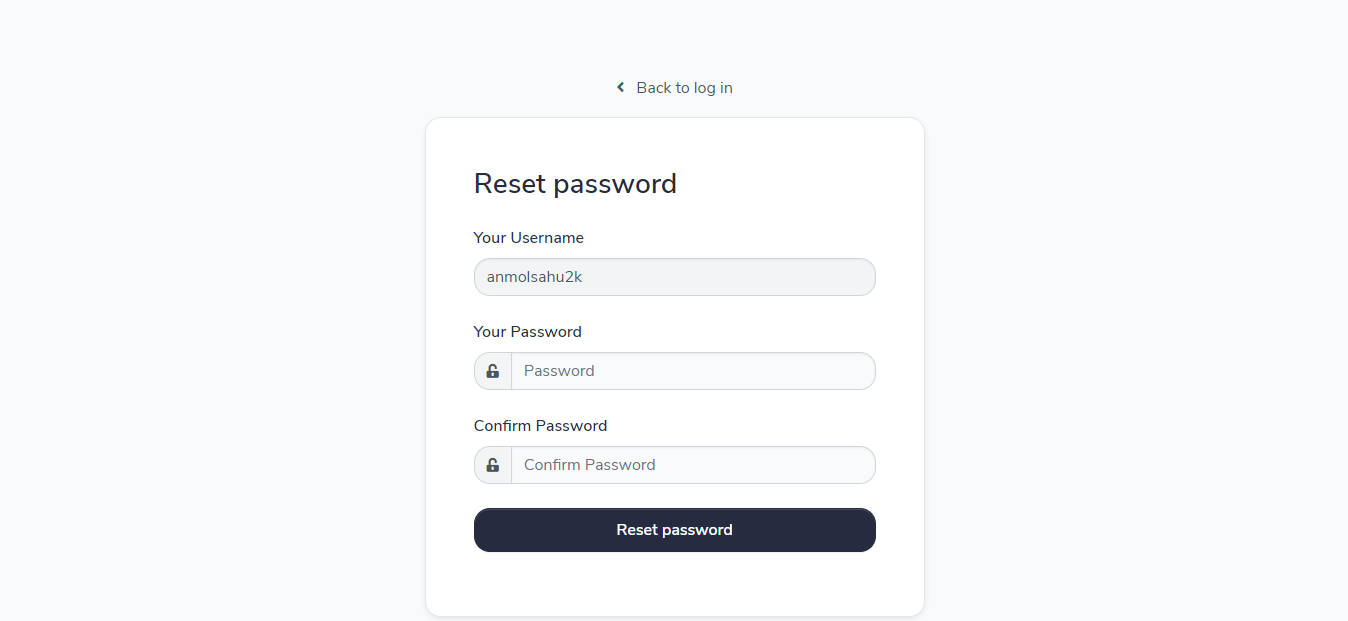 Back to log in
Reset password
Your Username
anmolsahu2k
Your Password
Password
Confirm Password
Confirm Password
Reset password